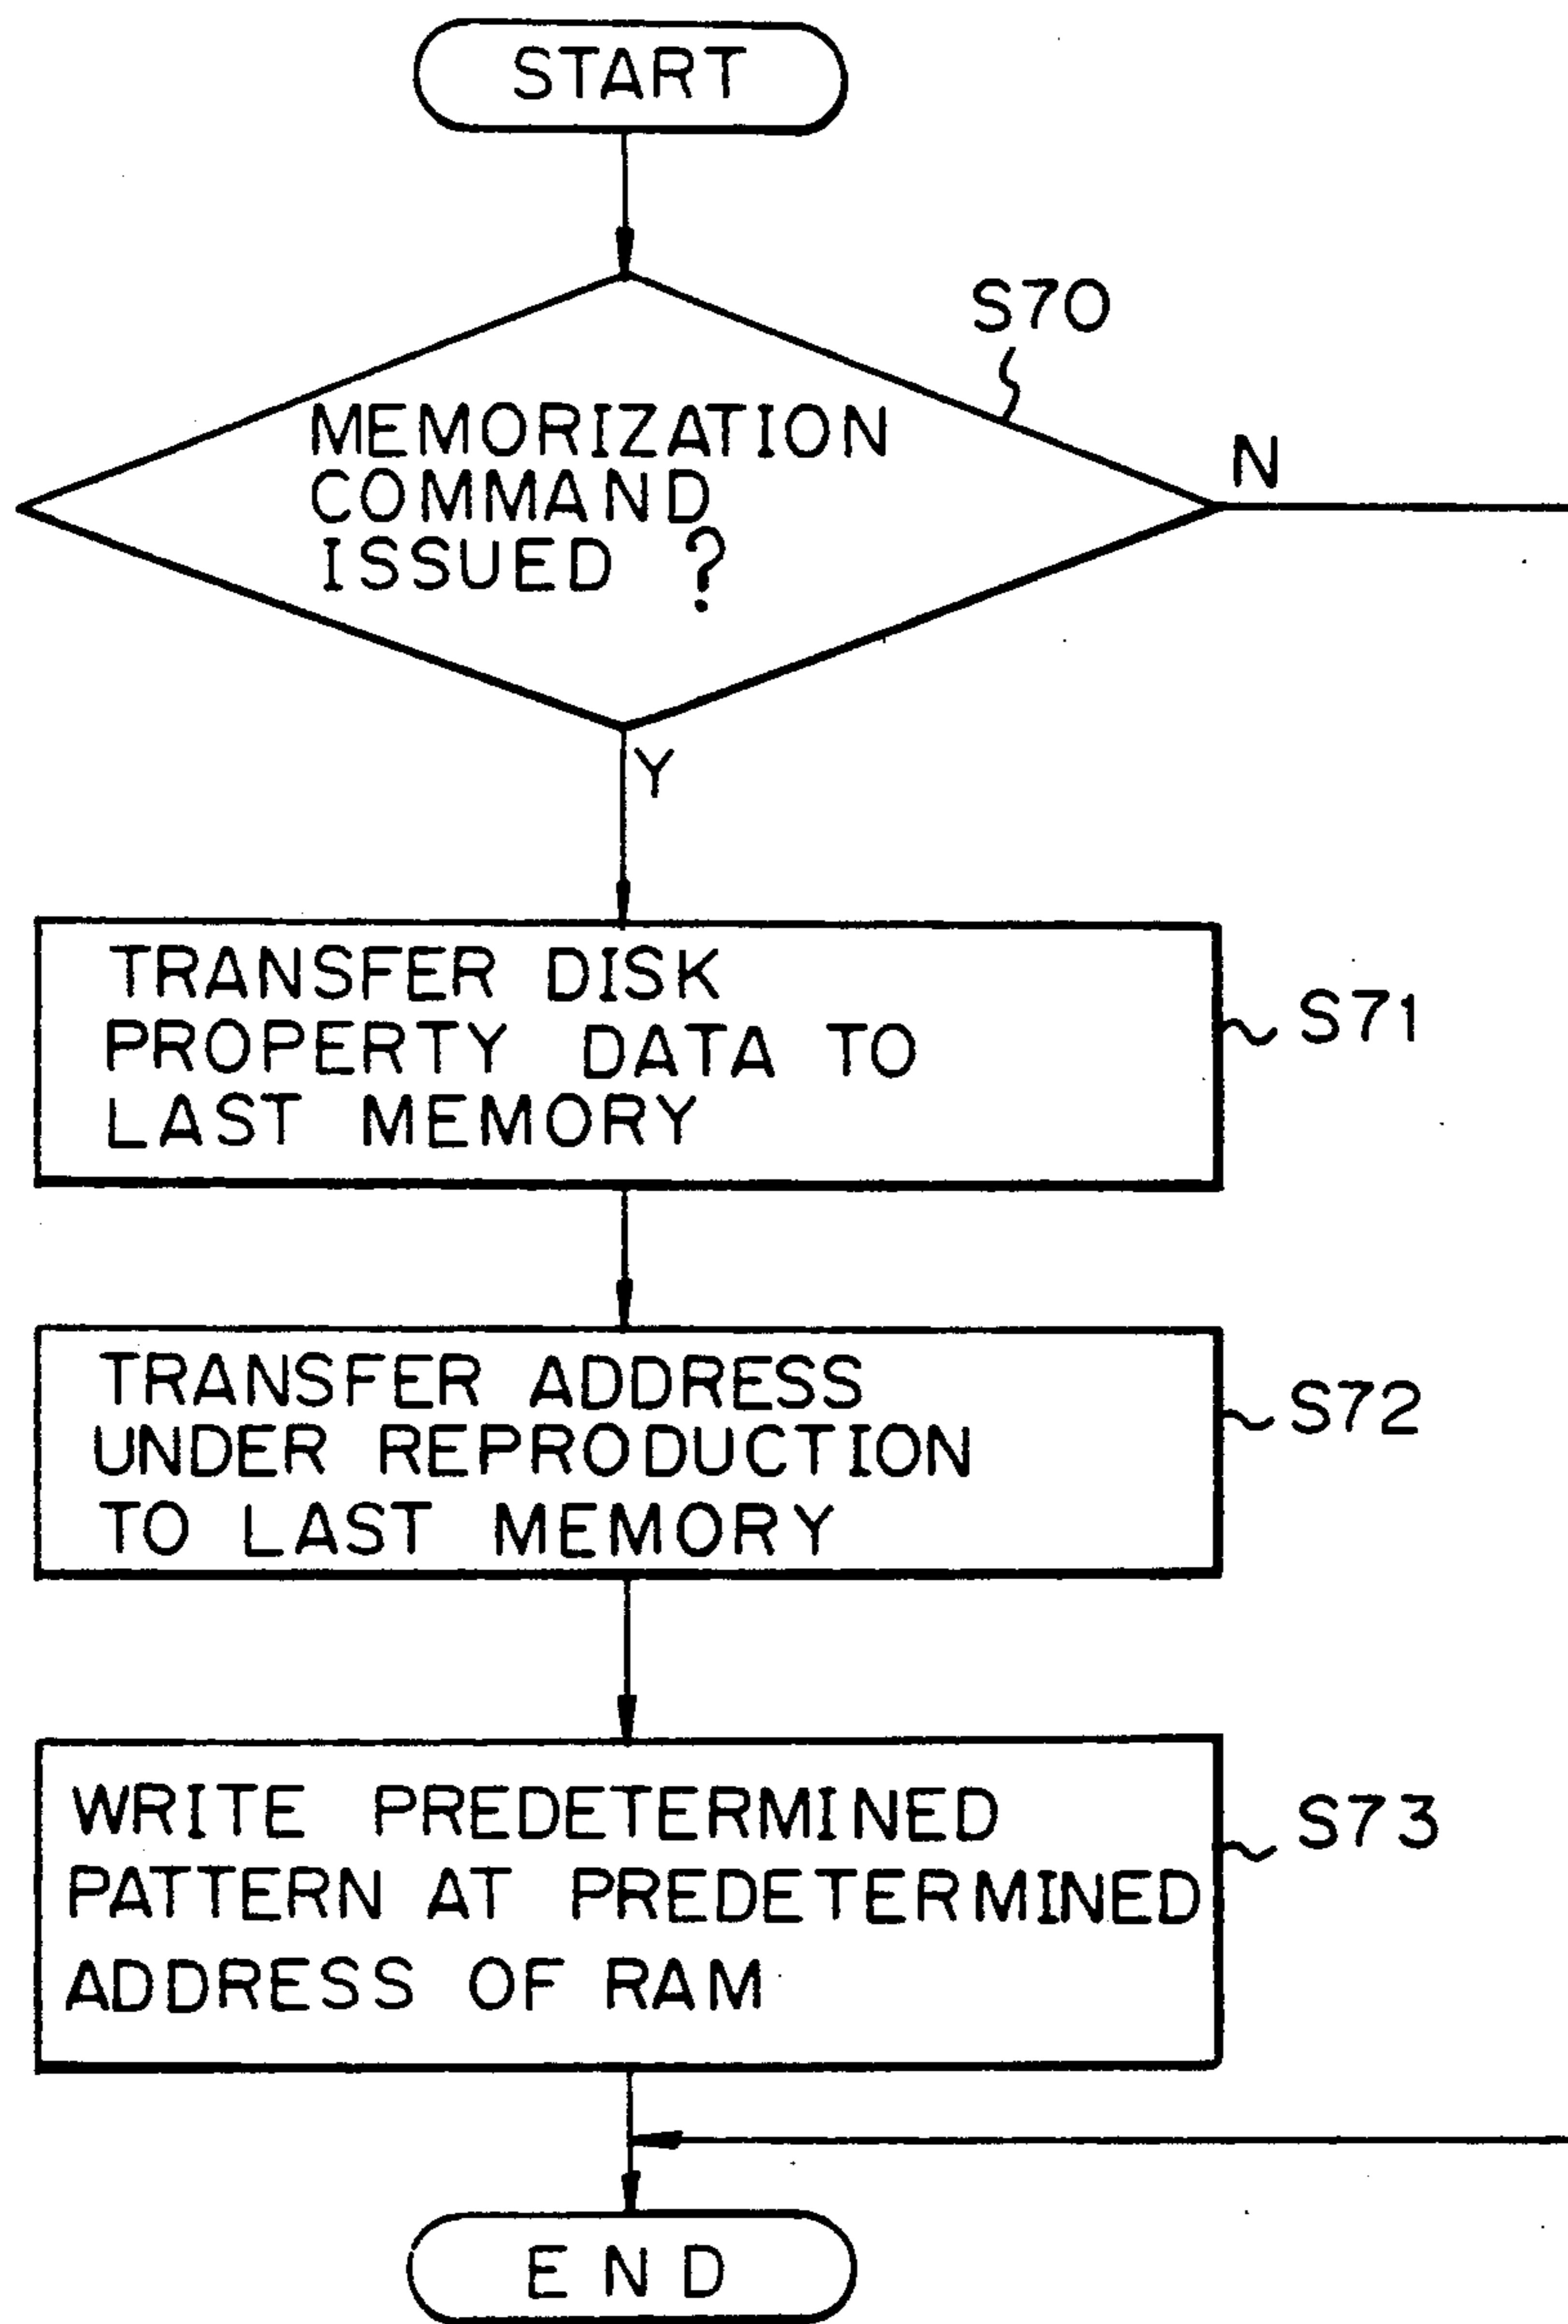 START
S70
MEMORIZATION
COMMAND
ISSUED ?
N
Y
TRANSFER DISK
PROPERTY DATA TO
LAST MEMORY
S71
TRANSFER ADDRESS
UNDER REPRODUCTION
TO LAST MEMORY
S72
WRITE PREDETERMINED
PATTERN AT PREDETERMINED
ADDRESS OF RAM
S73
END